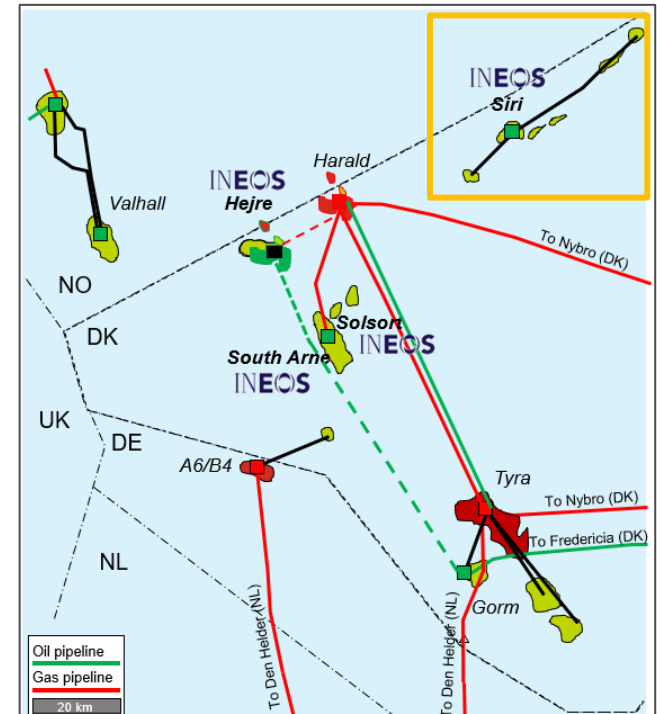 INEOS
Siri
Harald
INEOS
Hejre
Valhall
To Nybro (DK)
NO
DK
Solsort
INEOS
South Arne
INEOS
UK
DE
A6/B4
Tyra
To Nybro (DK)
To Fredericia (DK)
NL
Gorm
To Den Helder (NL)
To Den Helder (NL)
Oil pipeline
Gas pipeline
20 km